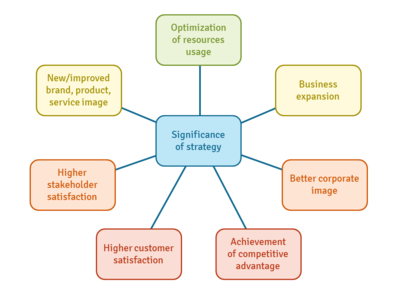 Optimization
of resources
usage
New/improved
brand, product,
service image
Business
expansion
Significance
of strategy
Higher
stakeholder
satisfaction
Better corporate
image
Higher customer
satisfaction
Achievement
of competitive
advantage